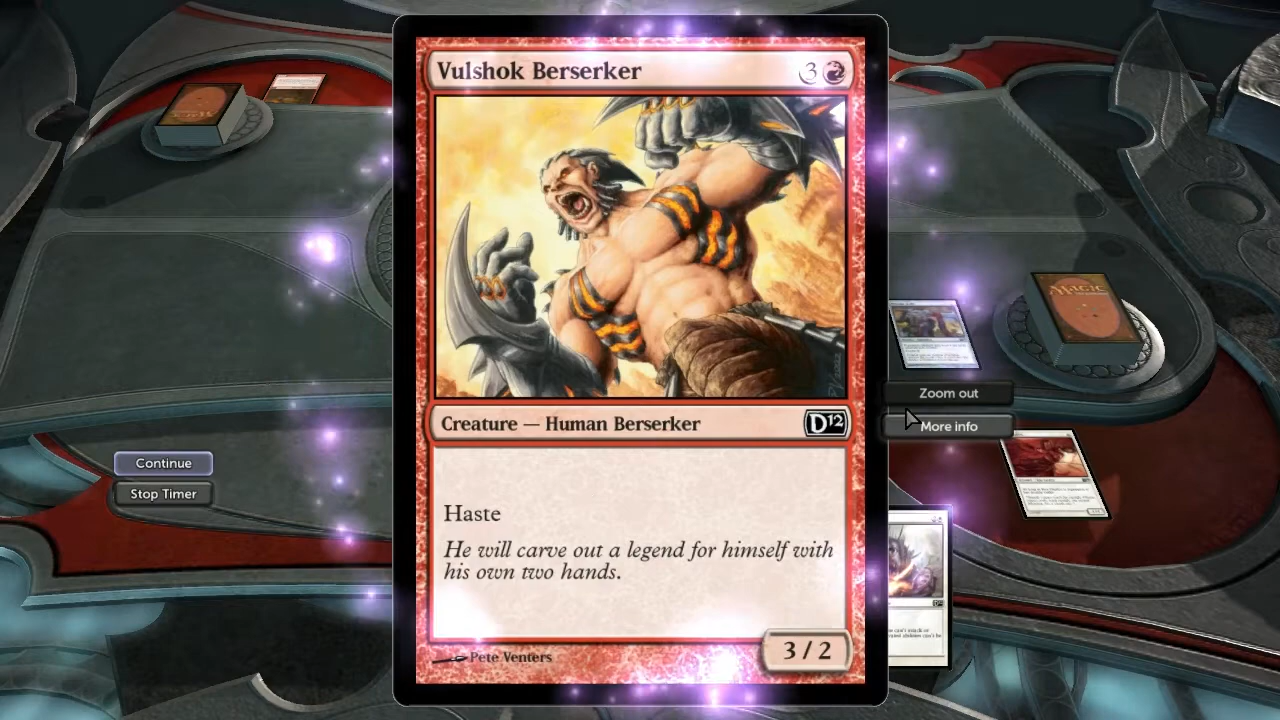 Vulshok Berserker
3
Creature — Human Berserker
D12
Haste
He will carve out a legend for himself with
his own two hands.
Pete Venters
3 / 2
Continue
Stop Timer
Zoom out
More info
MAGIC